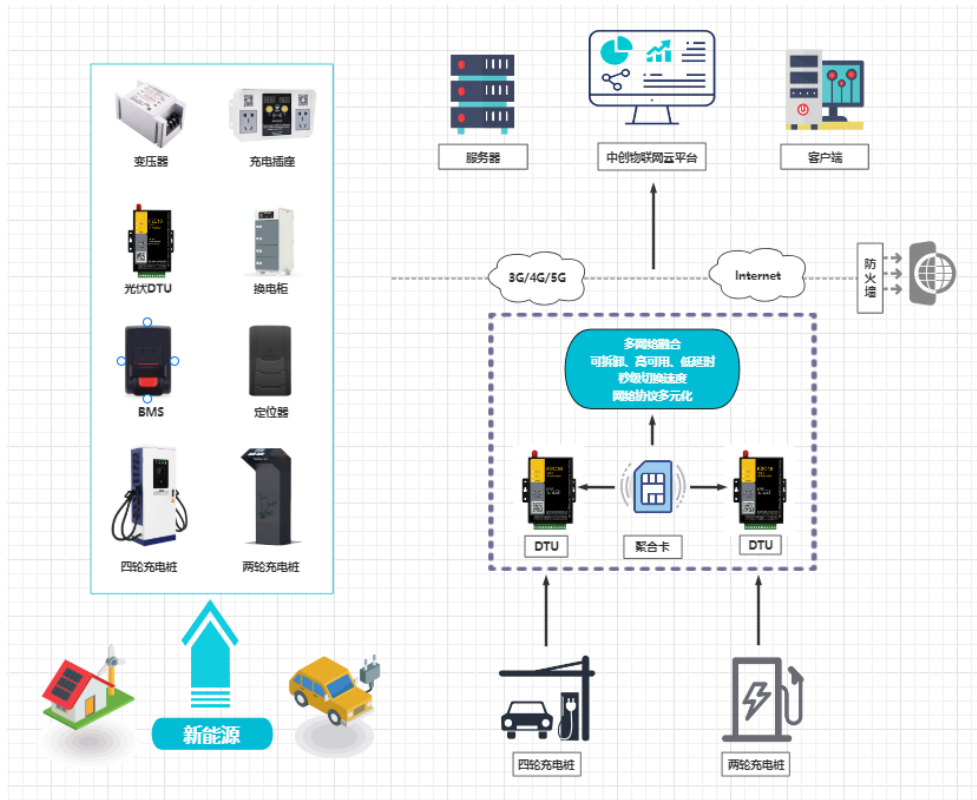 变压器
充电插座
光伏DTU
换电柜
BMS
定位器
四轮充电桩
两轮充电桩
新能源
服务器
中创物联网云平台
客户端
3G/4G/5G
Internet
防火墙
多网络融合
可拆卸、高可用、低延时
秒级切换速度
网络协议多元化
DTU
聚合卡
DTU
四轮充电桩
两轮充电桩